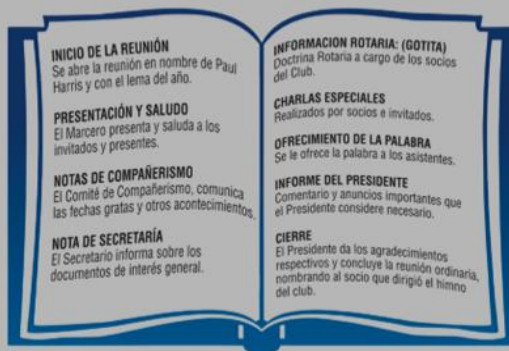 INICIO DE LA REUNIÓN
Se abre la reunión en nombre de Paul
Harris y con el lema del año.
PRESENTACIÓN Y SALUDO
El Marcero presenta y saluda a los
invitados y presentes.
NOTAS DE COMPAÑERISMO
El Comité de Compañerismo, comunica
las fechas gratas y otros acontecimientos.
NOTA DE SECRETARÍA
El Secretario informa sobre los
documentos de interés general.
INFORMACION ROTARIA: (GOTITA)
Doctrina Rotaria a cargo de los socios
del Club.
CHARLAS ESPECIALES
Realizados por socios e invitados.
OFRECIMIENTO DE LA PALABRA
Se le ofrece la palabra a los asistentes.
INFORME DEL PRESIDENTE
Comentario y anuncios importantes que
el Presidente considere necesario.
CIERRE
El Presidente da los agradecimientos
respectivos y concluye la reunión ordinaria,
nombrando al socio que dirigió el himno
del club.